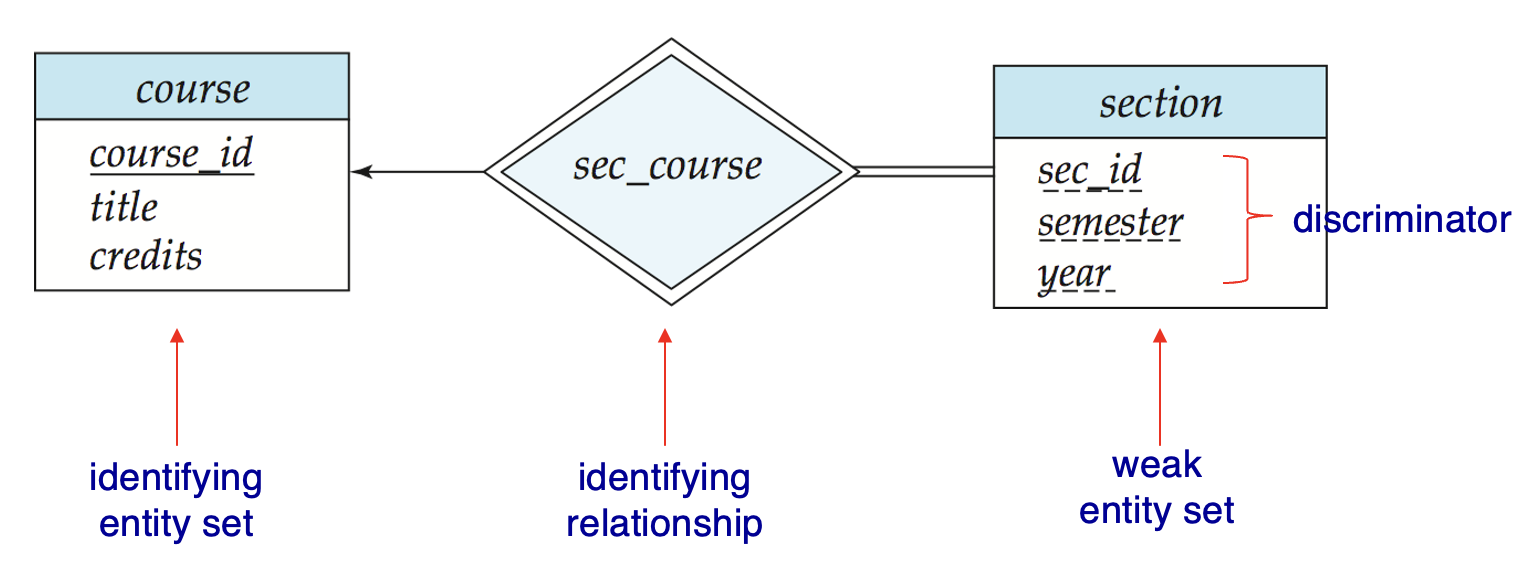 course
course_id
title
credits
sec_course
section
sec_id
semester
year
discriminator
identifying
entity set
identifying
relationship
weak
entity set